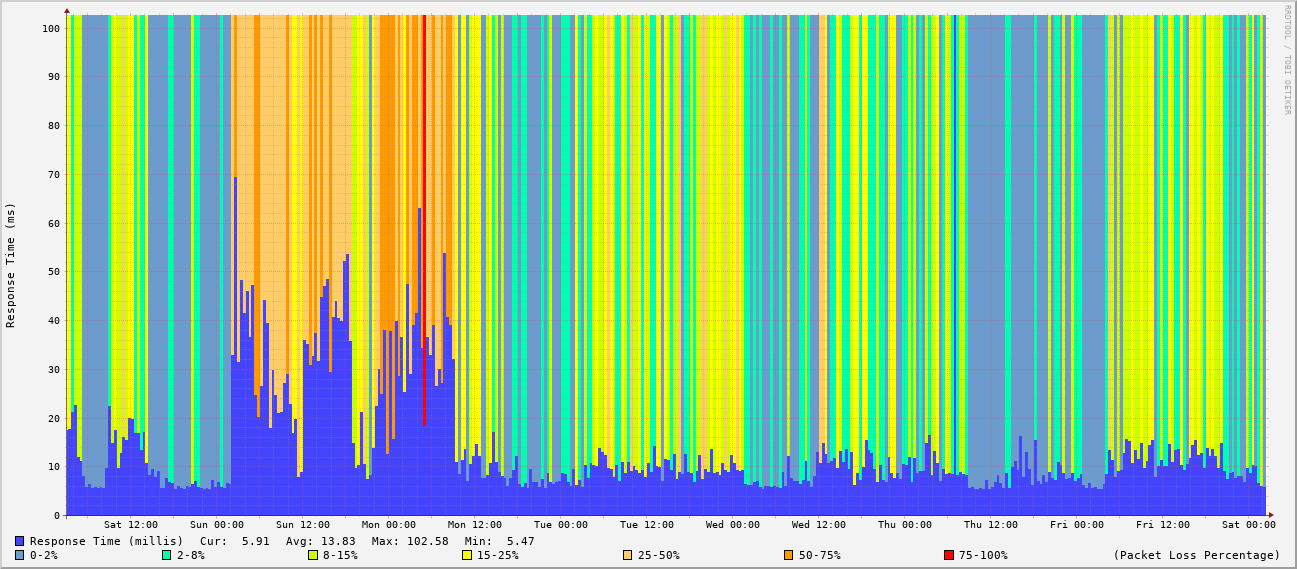 100
90
80
70
60
50
40
30
20
10
0
Response Time (ms)
RRDTOOL / TOBI OETIKER
Sat 12:00 Sun 00:00 Sun 12:00 Mon 00:00 Mon 12:00 Tue 00:00 Tue 12:00 Wed 00:00 Wed 12:00 Thu 00:00 Thu 12:00 Fri 00:00 Fri 12:00 Sat 00:00
Response Time (millis) Cur: 5.91 Avg: 13.83 Max: 102.58 Min: 5.47
0-2% 2-8% 8-15% 15-25% 25-50% 50-75% 75-100% (Packet Loss Percentage)